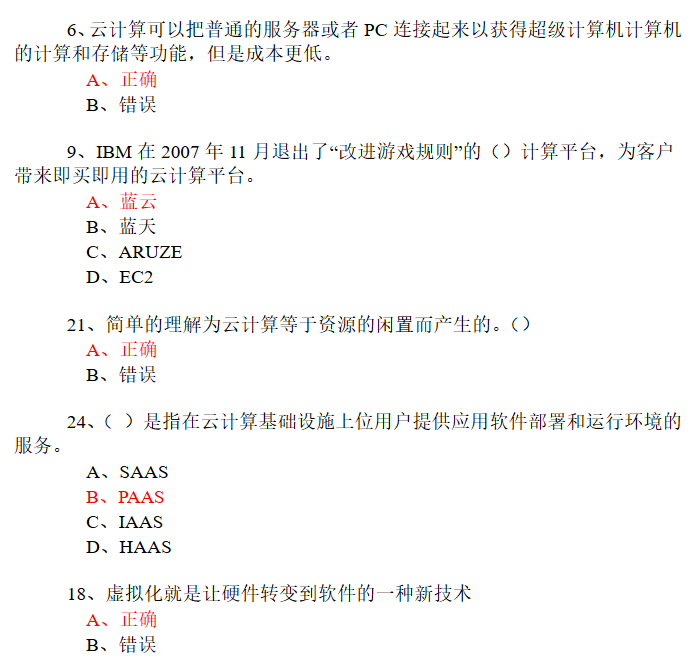 6、云计算可以把普通的服务器或者 PC 连接起来以获得超级计算机计算机
的计算和存储等功能，但是成本更低。
A、正确
B、错误
9、IBM 在 2007 年 11 月退出了“改进游戏规则”的（）计算平台，为客户
带来即买即用的云计算平台。
A、蓝云
B、蓝天
C、ARUZE
D、EC2
21、简单的理解为云计算等于资源的闲置而产生的。（）
A、正确
B、错误
24、（ ）是指在云计算基础设施上位用户提供应用软件部署和运行环境的
服务。
A、SAAS
B、PAAS
C、IAAS
D、HAAS
18、虚拟化就是让硬件转变到软件的一种新技术
A、正确
B、错误